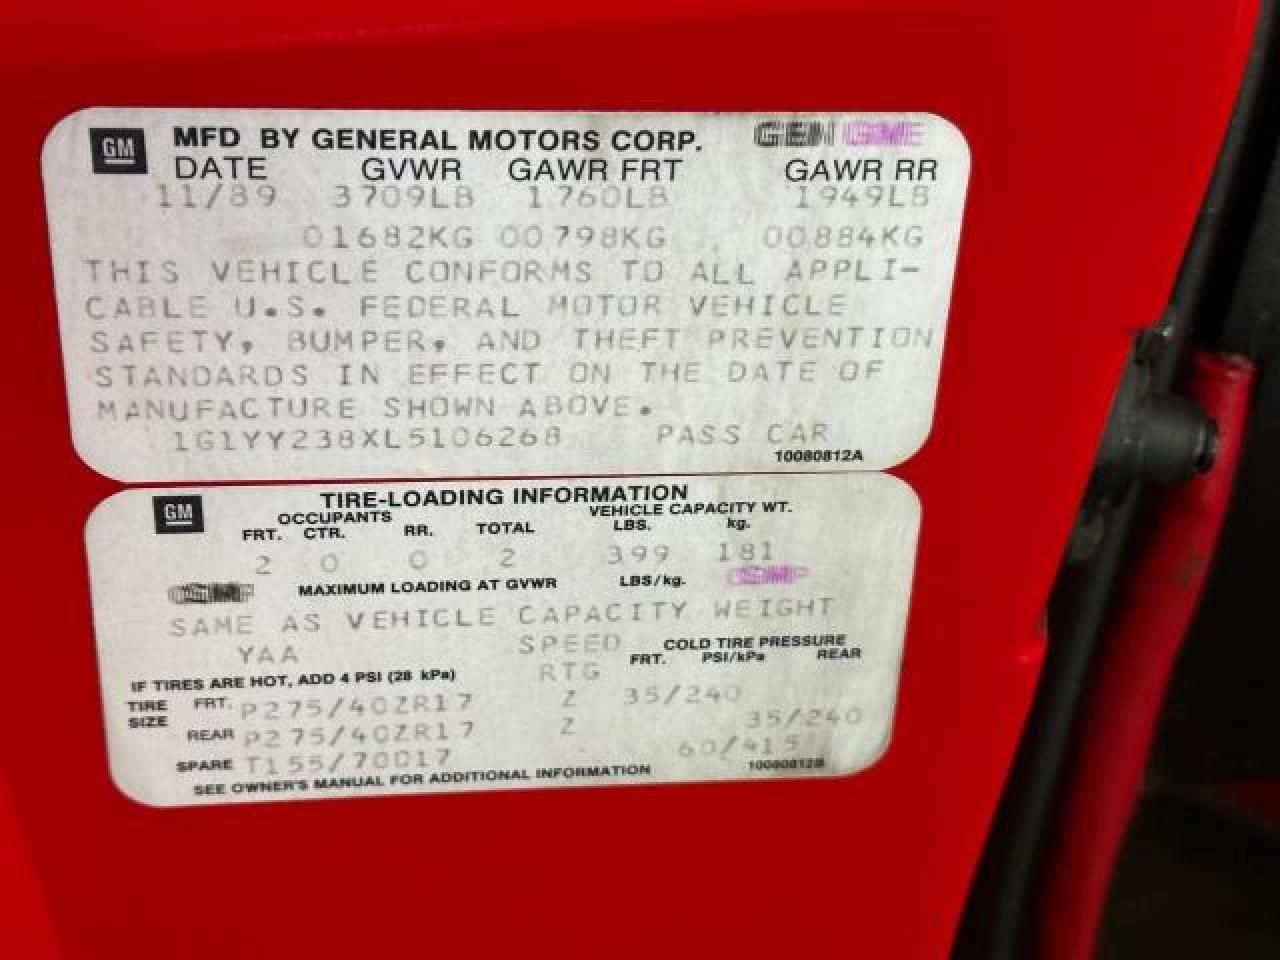 GM MFD BY GENERAL MOTORS CORP. GEN GME
DATE GVWR GAWR FRT GAWR RR
11/89 3709LB 1760LB 1949LB
01682KG 00798KG 00884KG
THIS VEHICLE CONFORMS TO ALL APPLI-
CABLE U.S. FEDERAL MOTOR VEHICLE
SAFETY, BUMPER, AND THEFT PREVENTION
STANDARDS IN EFFECT ON THE DATE OF
MANUFACTURE SHOWN ABOVE.
1G1YY238XL5106268 PASS CAR
10080812A
GM TIRE-LOADING INFORMATION
OCCUPANTS VEHICLE CAPACITY WT.
FRT. CTR. RR. TOTAL LBS. kg.
2 0 0 2 399 181
MAXIMUM LOADING AT GVWR LBS/kg.
SAME AS VEHICLE CAPACITY WEIGHT
YAA SPEED COLD TIRE PRESSURE
RTG FRT. PSI/kPa REAR
IF TIRES ARE HOT, ADD 4 PSI (28 kPa)
TIRE SIZE FRT. P275/40ZR17 Z 35/240
REAR P275/40ZR17 Z 35/240
SPARE T155/70D17 60/415
SEE OWNER'S MANUAL FOR ADDITIONAL INFORMATION 10080812B